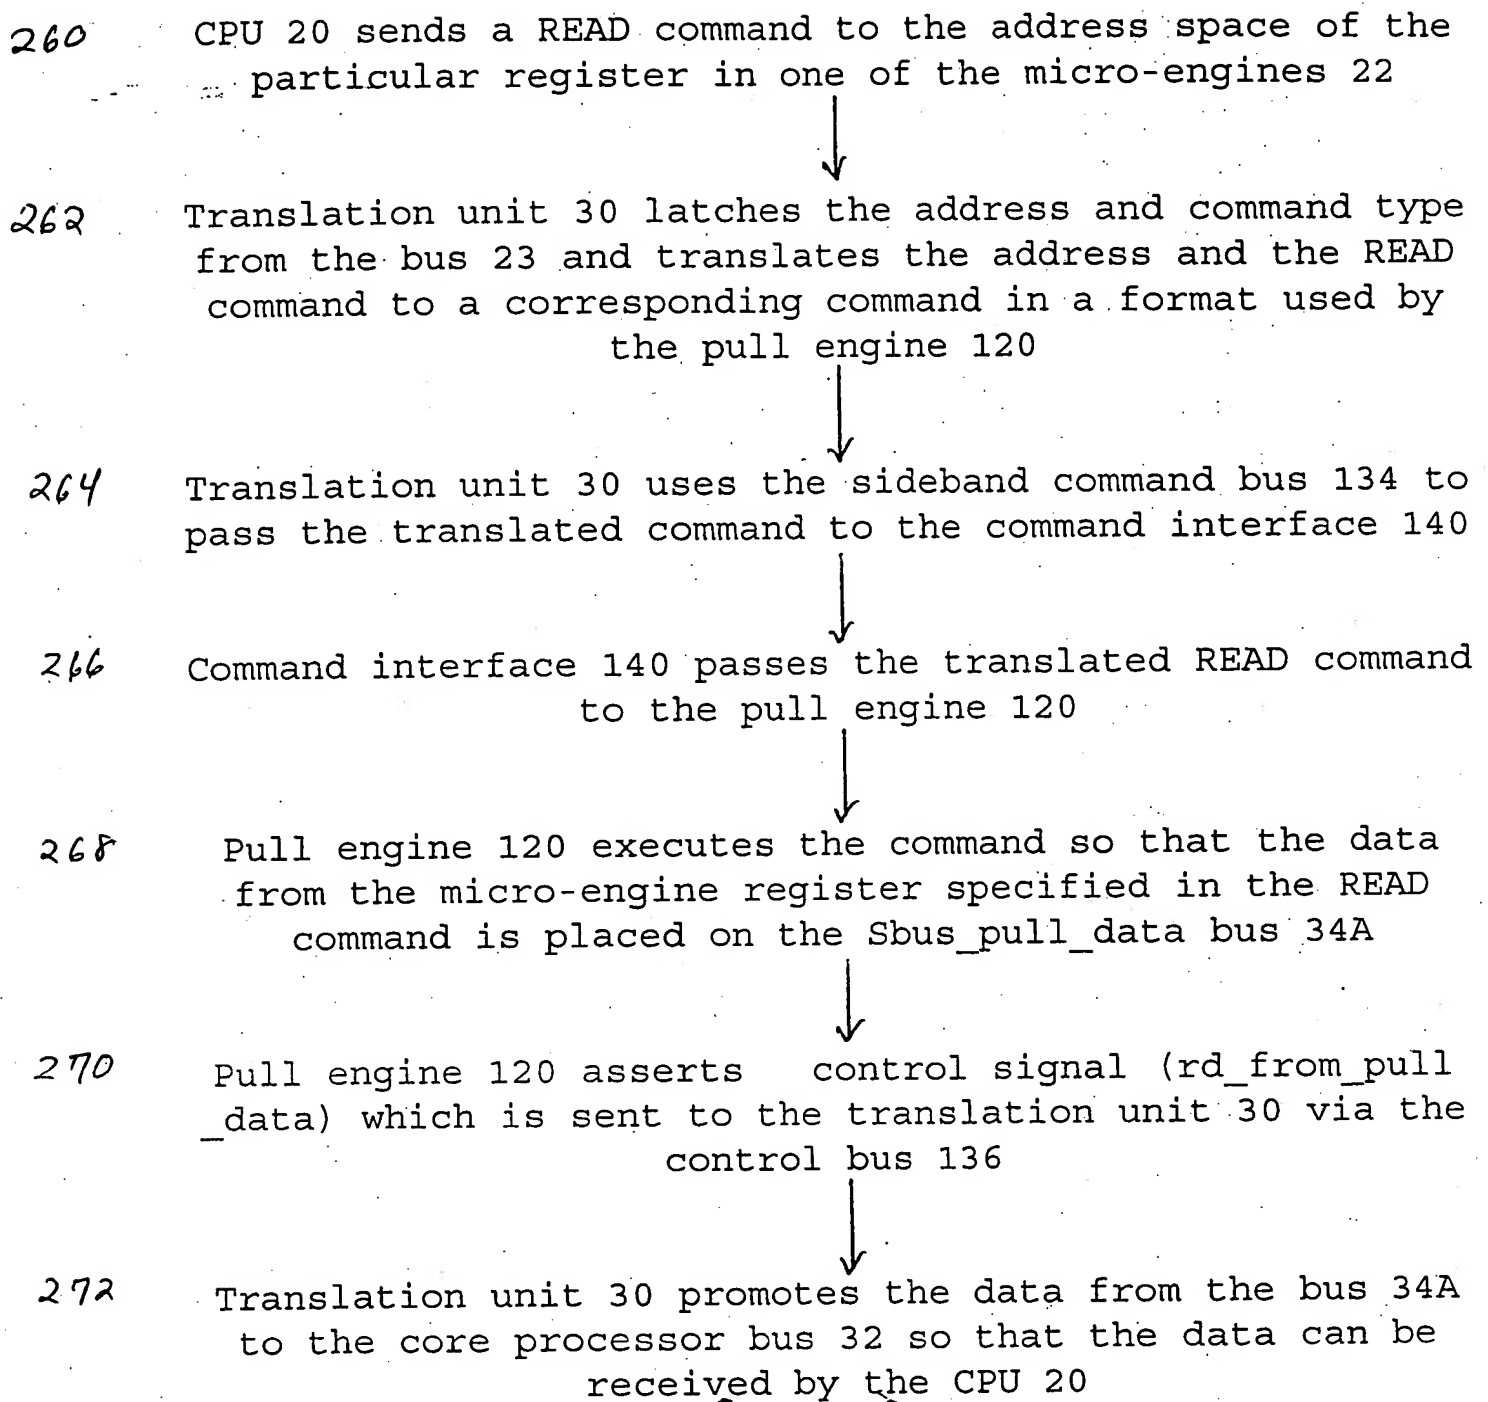 260 CPU 20 sends a READ command to the address space of the
particular register in one of the micro-engines 22
262 Translation unit 30 latches the address and command type
from the bus 23 and translates the address and the READ
command to a corresponding command in a format used by
the pull engine 120
264 Translation unit 30 uses the sideband command bus 134 to
pass the translated command to the command interface 140
266 Command interface 140 passes the translated READ command
to the pull engine 120
268 Pull engine 120 executes the command so that the data
from the micro-engine register specified in the READ
command is placed on the Sbus_pull_data bus 34A
270 Pull engine 120 asserts control signal (rd_from_pull
_data) which is sent to the translation unit 30 via the
control bus 136
272 Translation unit 30 promotes the data from the bus 34A
to the core processor bus 32 so that the data can be
received by the CPU 20